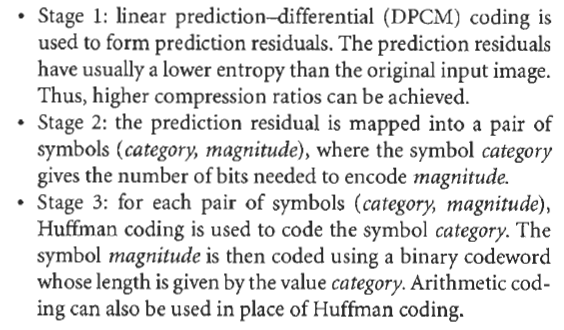 • Stage 1: linear prediction–differential (DPCM) coding is
used to form prediction residuals. The prediction residuals
have usually a lower entropy than the original input image.
Thus, higher compression ratios can be achieved.
• Stage 2: the prediction residual is mapped into a pair of
symbols (category, magnitude), where the symbol category
gives the number of bits needed to encode magnitude.
• Stage 3: for each pair of symbols (category, magnitude),
Huffman coding is used to code the symbol category. The
symbol magnitude is then coded using a binary codeword
whose length is given by the value category. Arithmetic cod-
ing can also be used in place of Huffman coding.